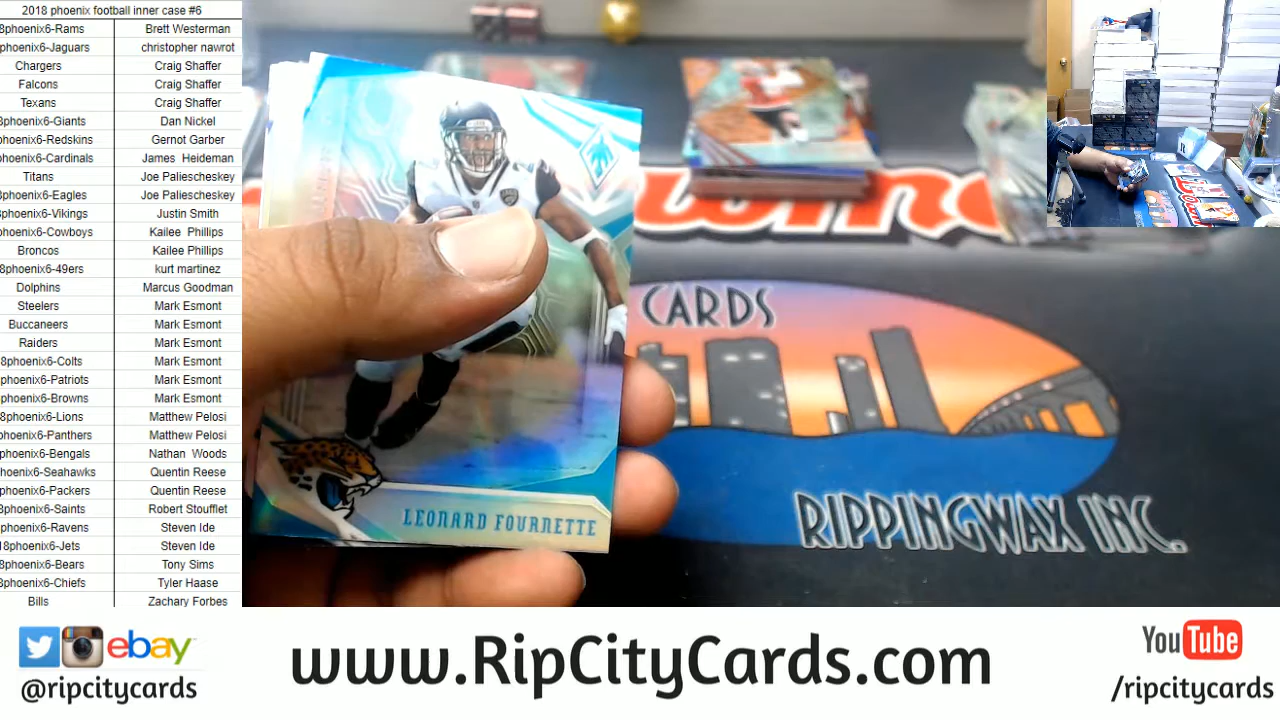 2018 phoenix football inner case #6
8phoenix6-Rams Brett Westerman
phoenix6-Jaguars christopher nawrot
Chargers Craig Shaffer
Falcons Craig Shaffer
Texans Craig Shaffer
8phoenix6-Giants Dan Nickel
phoenix6-Redskins Gernot Garber
phoenix6-Cardinals James Heideman
Titans Joe Paliescheskey
8phoenix6-Eagles Joe Paliescheskey
phoenix6-Vikings Justin Smith
phoenix6-Cowboys Kailee Phillips
Broncos Kailee Phillips
8phoenix6-49ers kurt martinez
Dolphins Marcus Goodman
Steelers Mark Esmont
Buccaneers Mark Esmont
Raiders Mark Esmont
8phoenix6-Colts Mark Esmont
phoenix6-Patriots Mark Esmont
phoenix6-Browns Mark Esmont
8phoenix6-Lions Matthew Pelosi
phoenix6-Panthers Matthew Pelosi
phoenix6-Bengals Nathan Woods
hoenix6-Seahawks Quentin Reese
phoenix6-Packers Quentin Reese
8phoenix6-Saints Robert Stoufflet
phoenix6-Ravens Steven Ide
18phoenix6-Jets Steven Ide
8phoenix6-Bears Tony Sims
8phoenix6-Chiefs Tyler Haase
Bills Zachary Forbes
LEONARD FOURNETTE
CARDS
RIPPINGWAX INC.
ebay
@ripcitycards
www.RipCityCards.com
YouTube
/ripcitycards